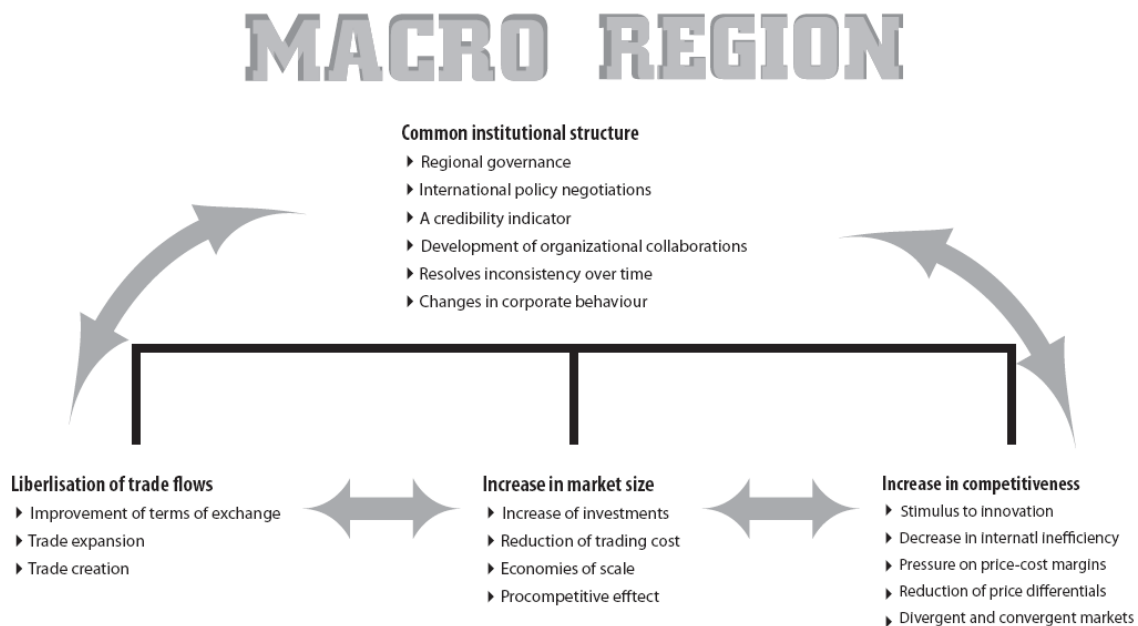 MACRO REGION
Common institutional structure
Regional governance
International policy negotiations
A credibility indicator
Development of organizational collaborations
Resolves inconsistency over time
Changes in corporate behaviour
Liberlisation of trade flows
Improvement of terms of exchange
Trade expansion
Trade creation
Increase in market size
Increase of investments
Reduction of trading cost
Economies of scale
Procompetitive efftect
Increase in competitiveness
Stimulus to innovation
Decrease in internatl inefficiency
Pressure on price-cost margins
Reduction of price differentials
Divergent and convergent markets